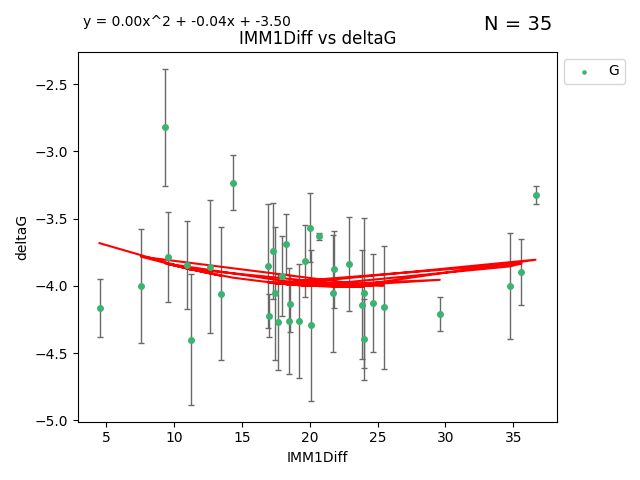 y = 0.00x^2 + -0.04x + -3.50
N = 35
IMM1Diff vs deltaG
G
−2.5
−3.0
−3.5
−4.0
−4.5
−5.0
deltaG
5 10 15 20 25 30 35
IMM1Diff